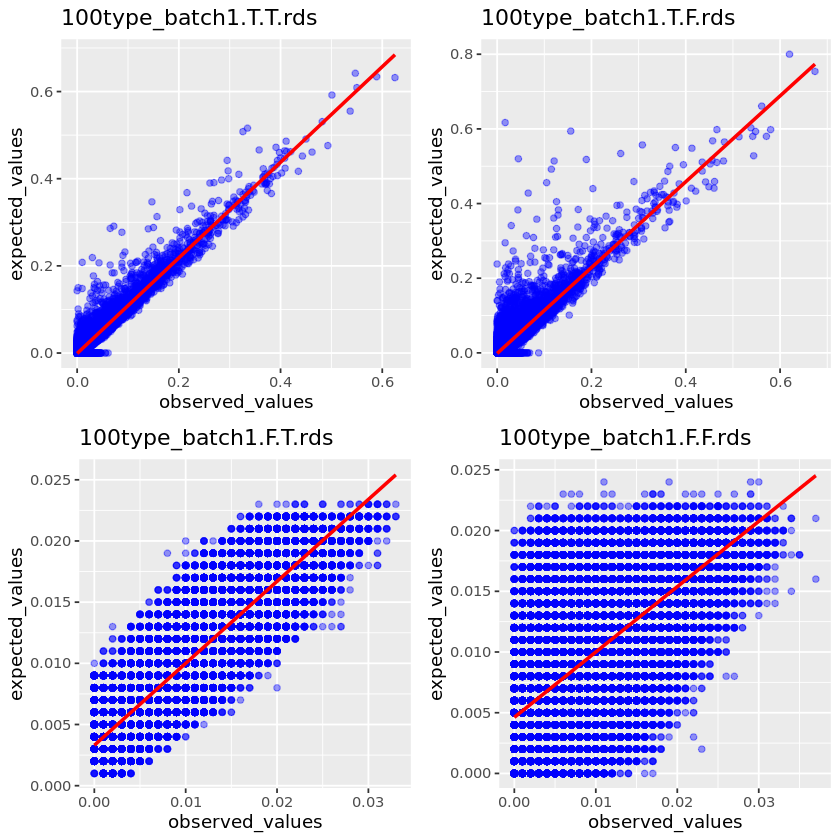 100type_batch1.T.T.rds
expected_values
0.6
0.4
0.2
0.0
0.0 0.2 0.4 0.6
observed_values
100type_batch1.T.F.rds
expected_values
0.8
0.6
0.4
0.2
0.0
0.0 0.2 0.4 0.6
observed_values
100type_batch1.F.T.rds
expected_values
0.025
0.020
0.015
0.010
0.005
0.000
0.00 0.01 0.02 0.03
observed_values
100type_batch1.F.F.rds
expected_values
0.025
0.020
0.015
0.010
0.005
0.000
0.00 0.01 0.02 0.03
observed_values